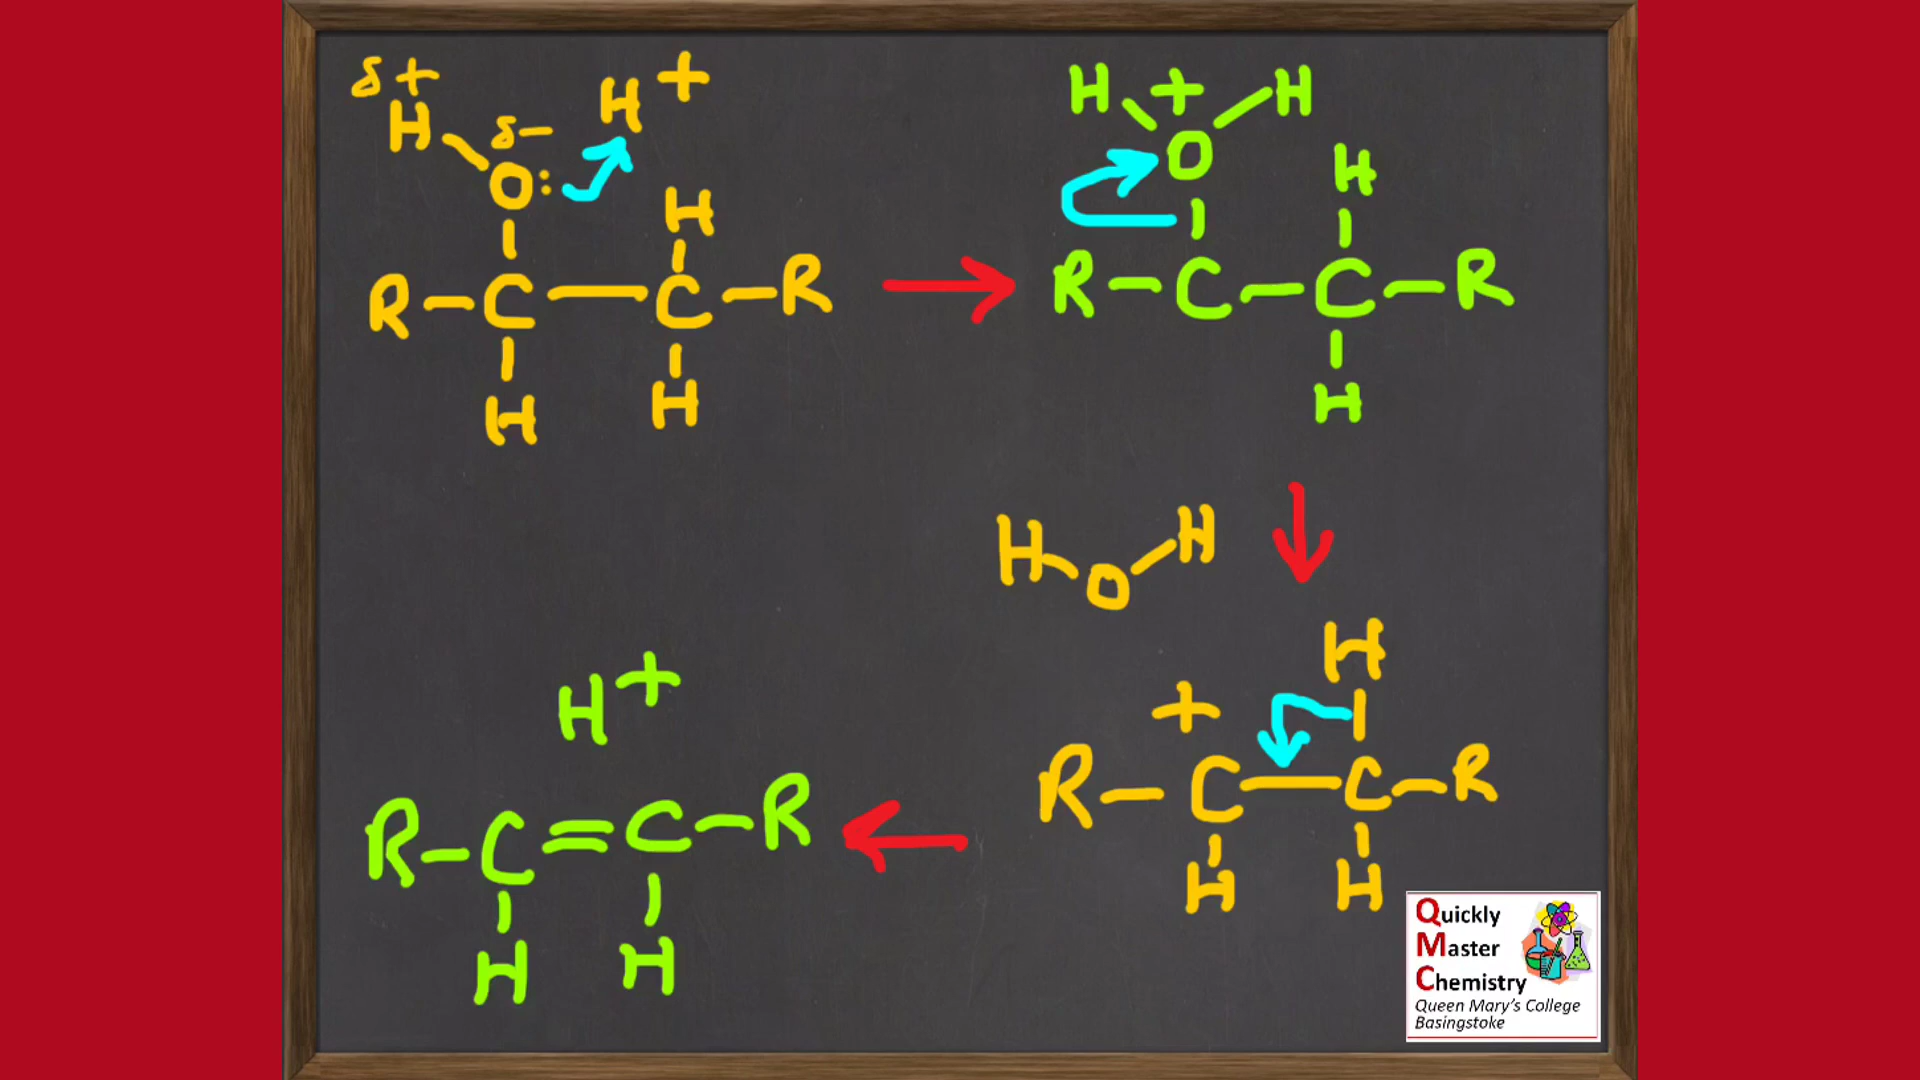 δ+ H δ- O: H+
H
R-C-C-R
H H
H + H
O H
R-C-C-R
H
H O H
H
+
R-C-C-R
H H
H+
R-C=C-R
H H
Quickly
Master
Chemistry
Queen Mary's College
Basingstoke